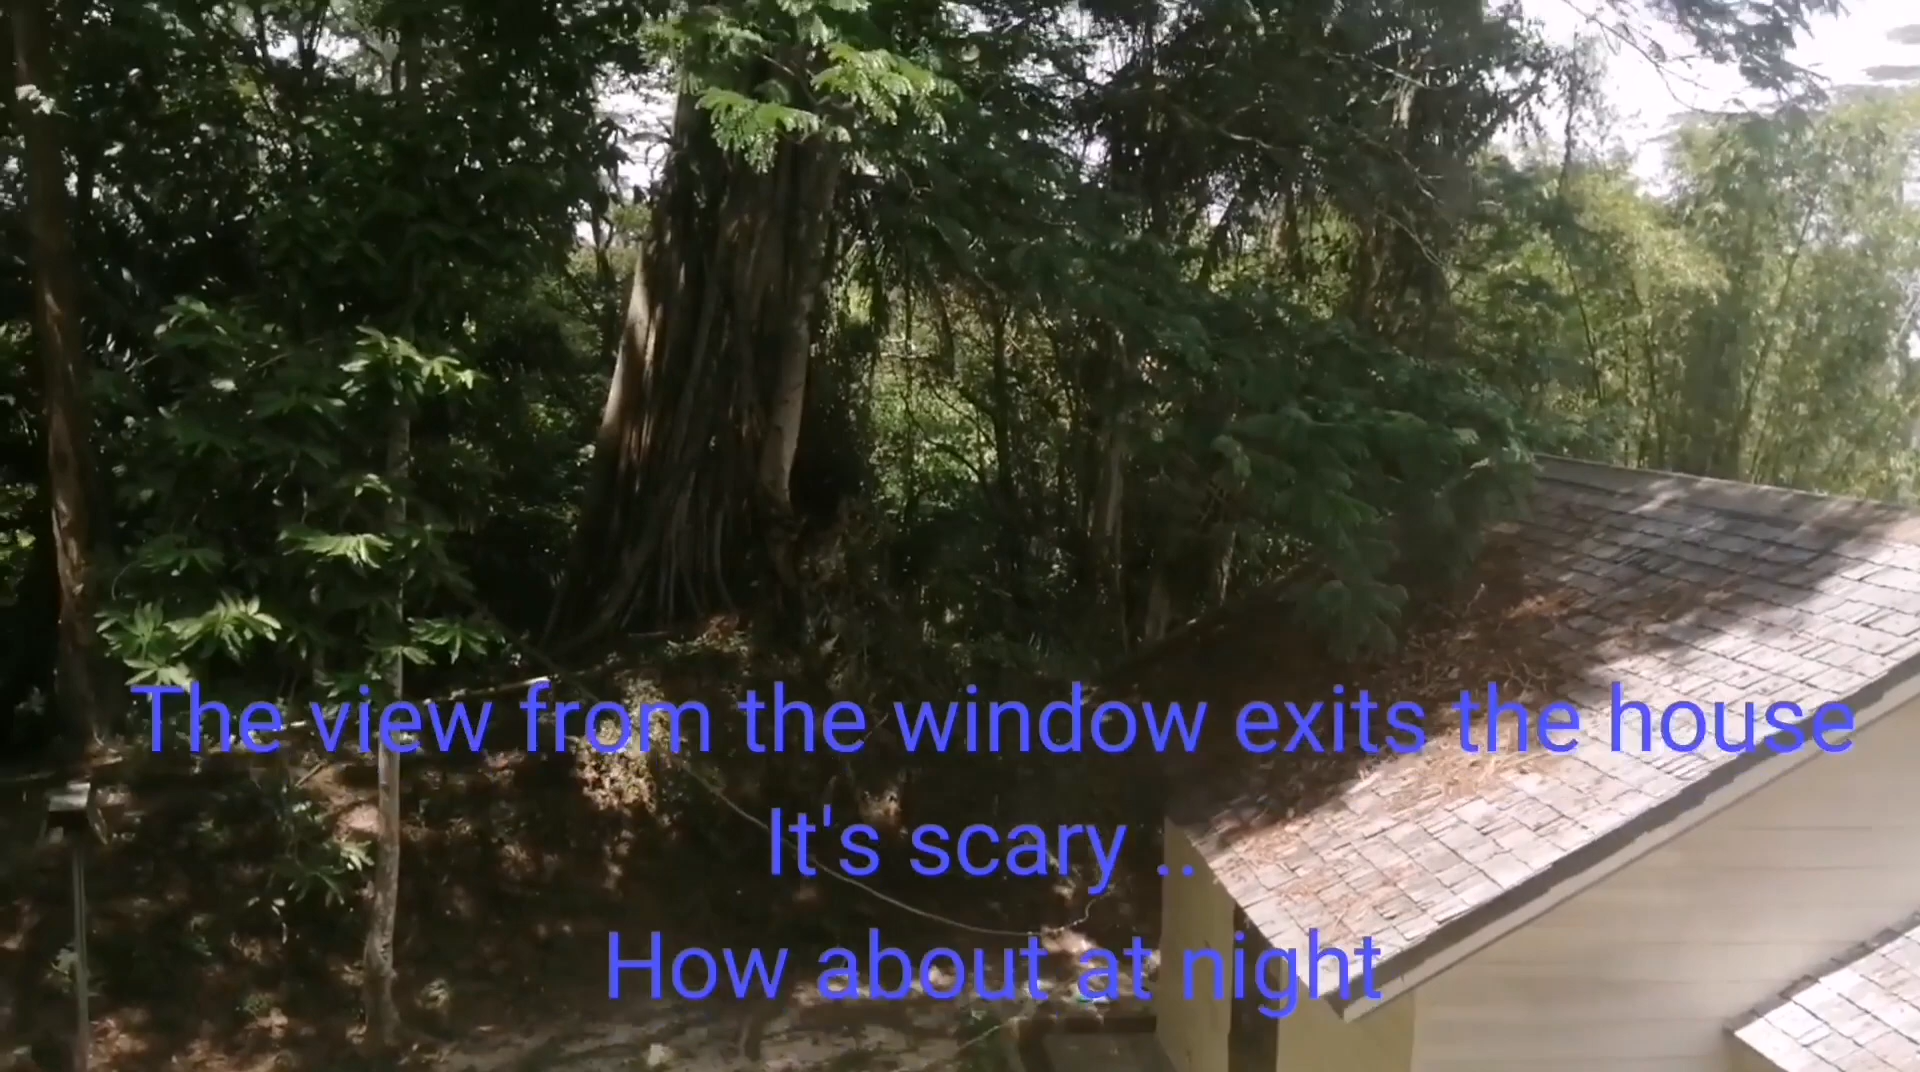 The view from the window exits the house
It's scary ..
How about at night